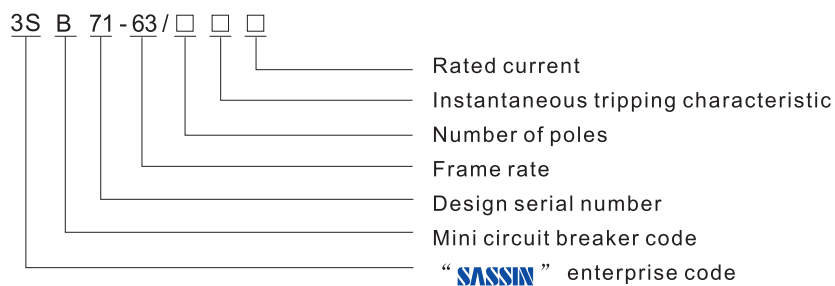 3S B 71-63/□ □ □
Rated current
Instantaneous tripping characteristic
Number of poles
Frame rate
Design serial number
Mini circuit breaker code
“ SASSIN ” enterprise code